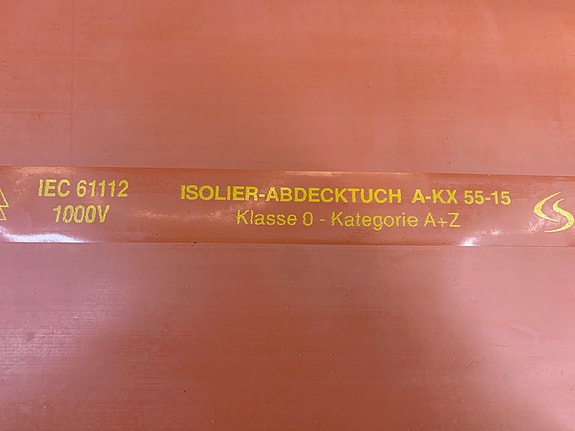 IEC 61112
1000V
ISOLIER-ABDECKTUCH A-KX 55-15
Klasse 0 - Kategorie A+Z